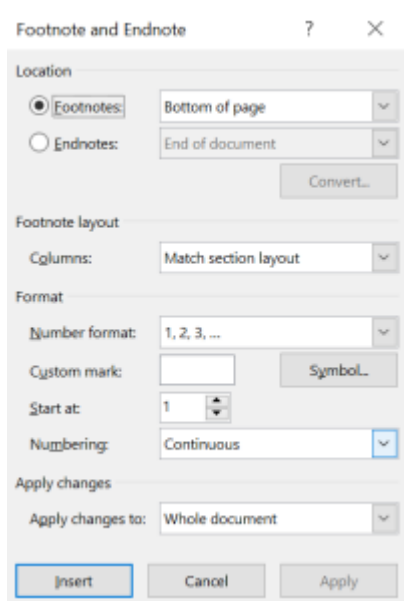 Footnote and Endnote ?
Location
Footnotes: Bottom of page
Endnotes: End of document
Convert...
Footnote layout
Columns: Match section layout
Format
Number format: 1, 2, 3, ...
Custom mark: Symbol...
Start at: 1
Numbering: Continuous
Apply changes
Apply changes to: Whole document
Insert Cancel Apply